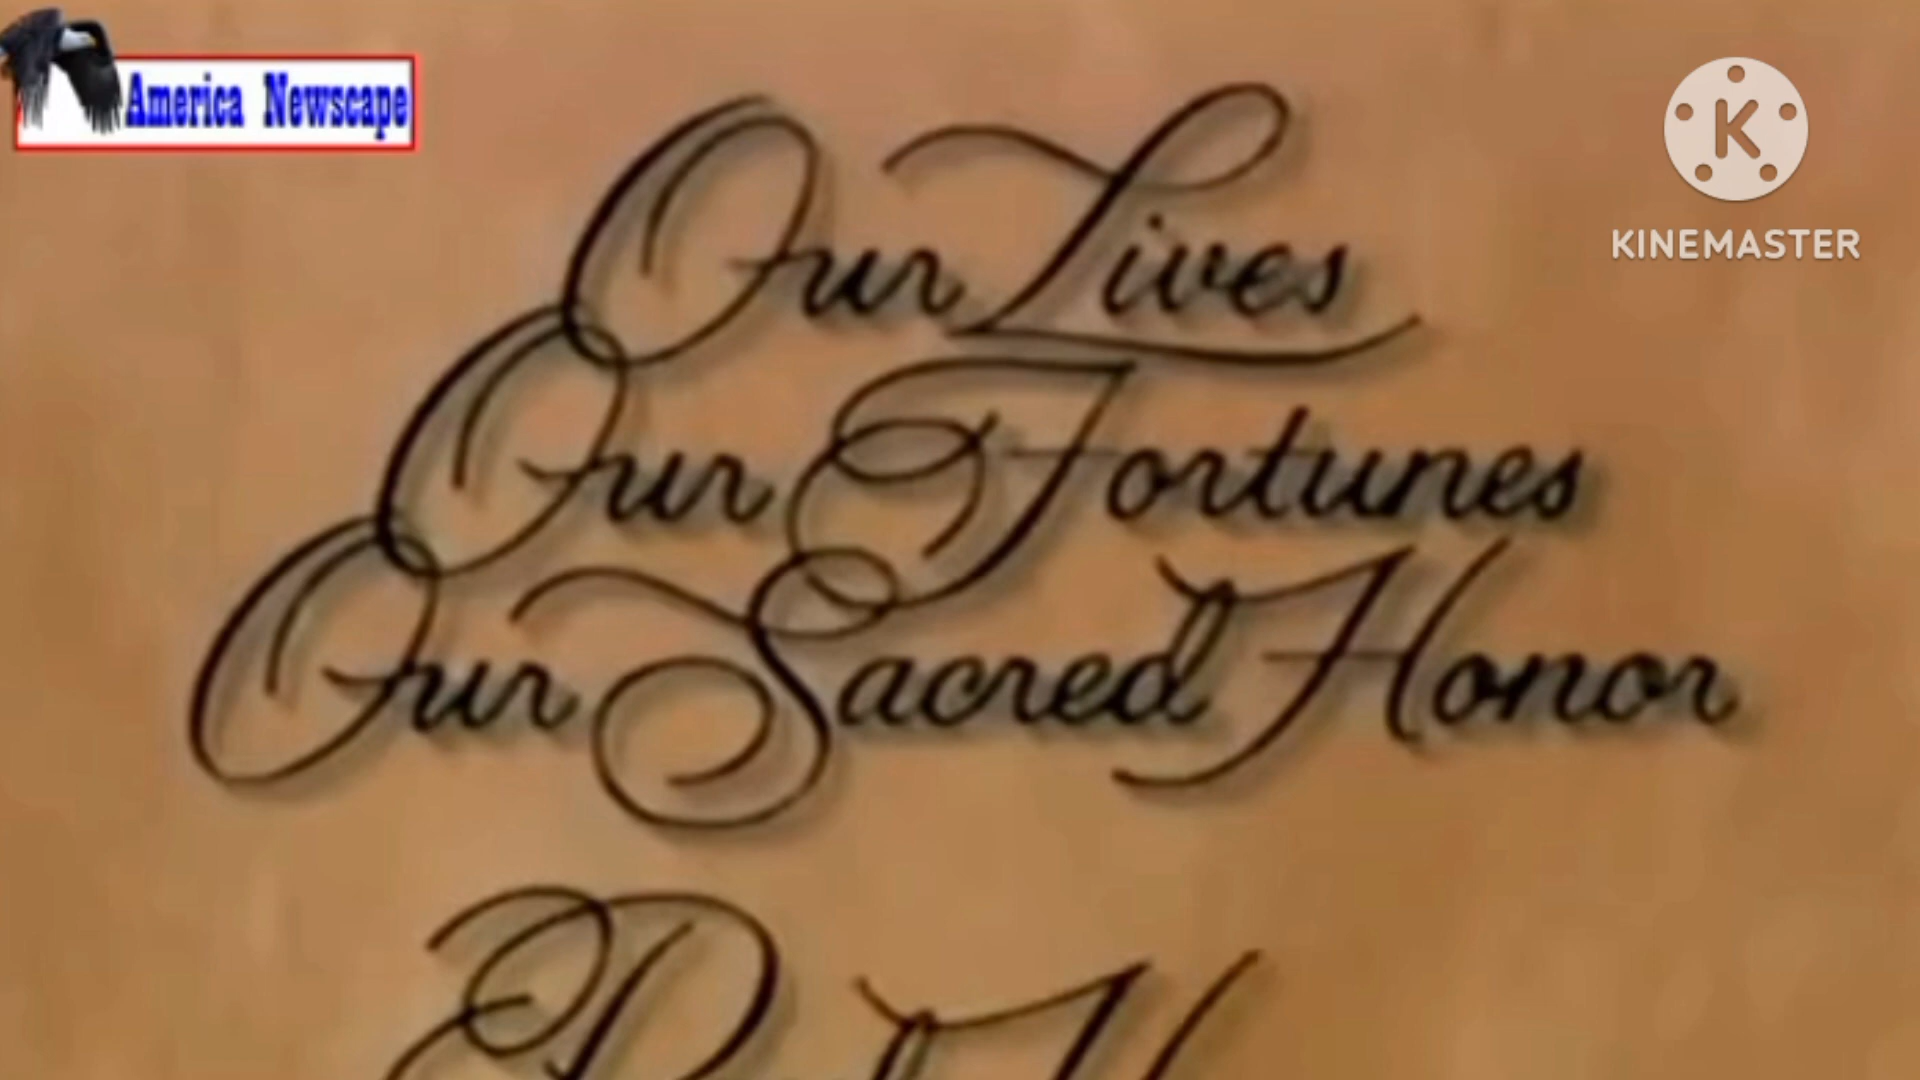 America Newscape
K
KINEMASTER
Our Lives
Our Fortunes
Our Sacred Honor